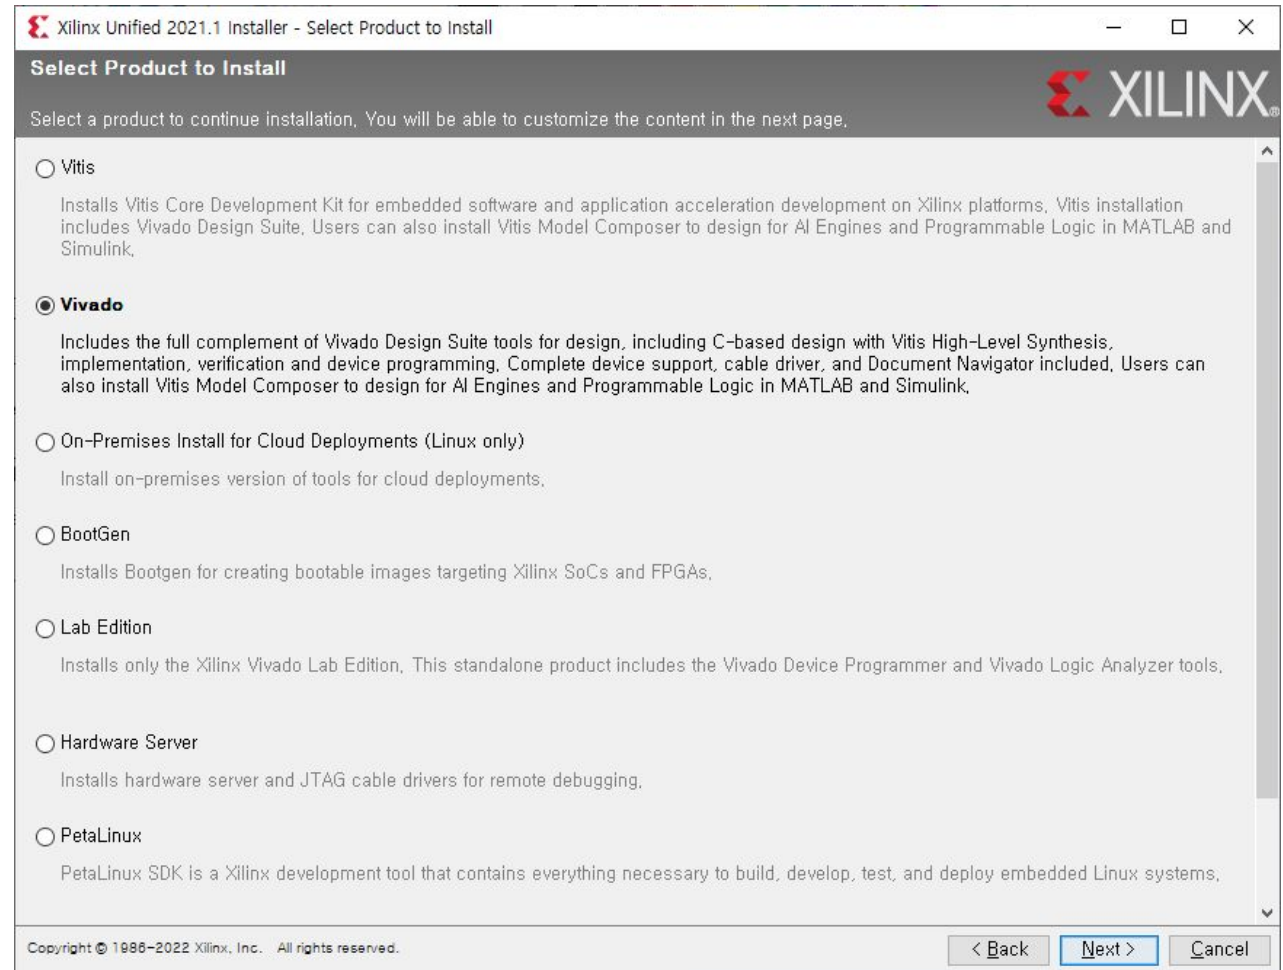 Xilinx Unified 2021.1 Installer - Select Product to Install
Select Product to Install
XILINX®
Select a product to continue installation. You will be able to customize the content in the next page.
Vitis
Installs Vitis Core Development Kit for embedded software and application acceleration development on Xilinx platforms. Vitis installation
includes Vivado Design Suite. Users can also install Vitis Model Composer to design for AI Engines and Programmable Logic in MATLAB and
Simulink.
Vivado
Includes the full complement of Vivado Design Suite tools for design, including C-based design with Vitis High-Level Synthesis,
implementation, verification and device programming. Complete device support, cable driver, and Document Navigator included. Users can
also install Vitis Model Composer to design for AI Engines and Programmable Logic in MATLAB and Simulink.
On-Premises Install for Cloud Deployments (Linux only)
Install on-premises version of tools for cloud deployments.
BootGen
Installs Bootgen for creating bootable images targeting Xilinx SoCs and FPGAs.
Lab Edition
Installs only the Xilinx Vivado Lab Edition. This standalone product includes the Vivado Device Programmer and Vivado Logic Analyzer tools.
Hardware Server
Installs hardware server and JTAG cable drivers for remote debugging.
PetaLinux
PetaLinux SDK is a Xilinx development tool that contains everything necessary to build, develop, test, and deploy embedded Linux systems.
Copyright © 1986-2022 Xilinx, Inc. All rights reserved.
< Back Next > Cancel